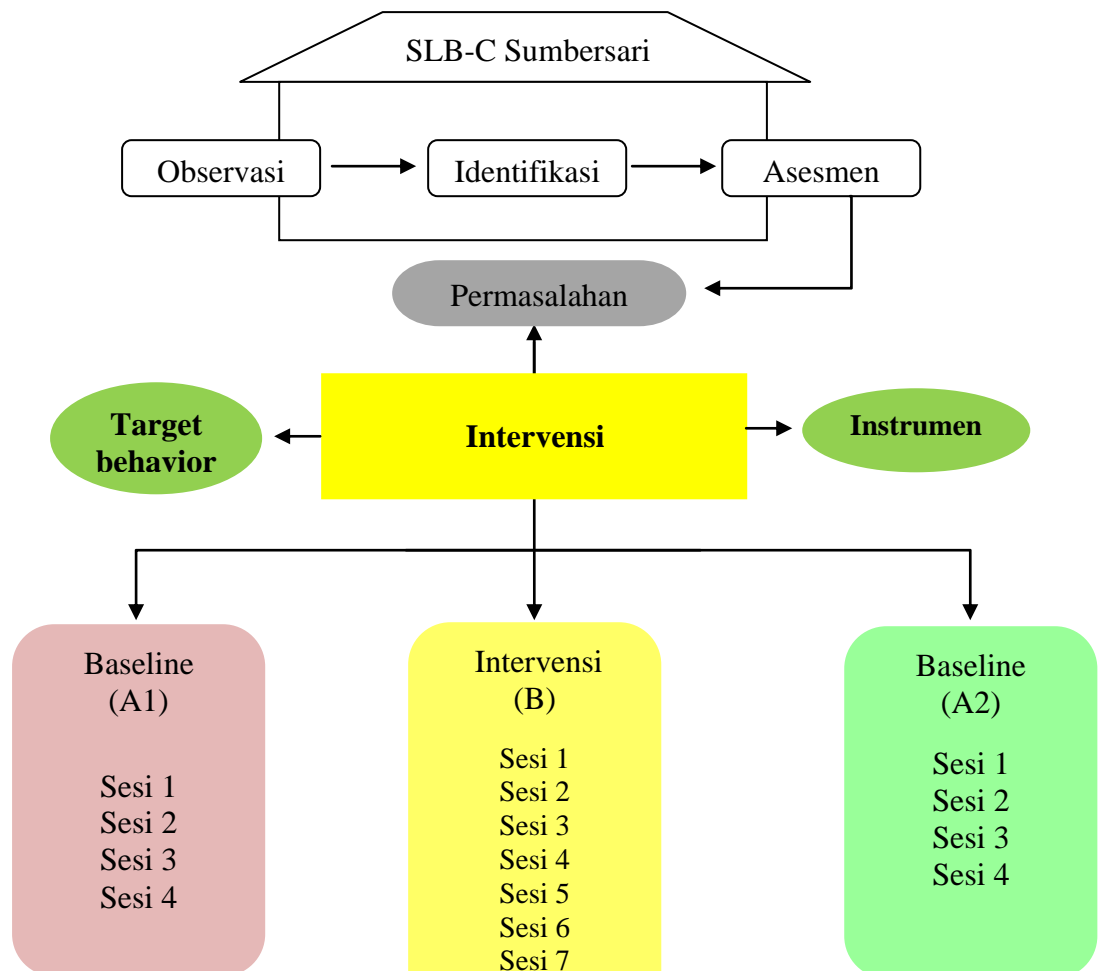 SLB-C Sumbersari
Observasi
Identifikasi
Asesmen
Permasalahan
Target
behavior
Intervensi
Instrumen
Baseline
(A1)
Sesi 1
Sesi 2
Sesi 3
Sesi 4
Intervensi
(B)
Sesi 1
Sesi 2
Sesi 3
Sesi 4
Sesi 5
Sesi 6
Sesi 7
Baseline
(A2)
Sesi 1
Sesi 2
Sesi 3
Sesi 4